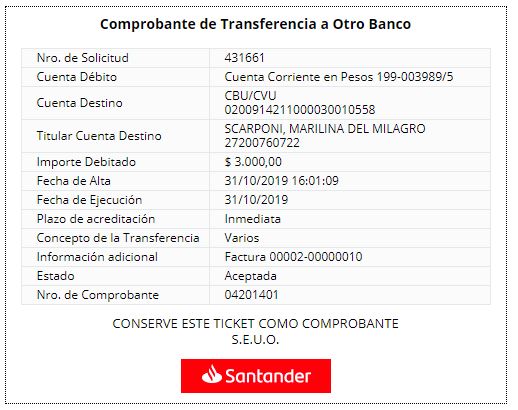 Comprobante de Transferencia a Otro Banco
Nro. de Solicitud 431661
Cuenta Débito Cuenta Corriente en Pesos 199-003989/5
Cuenta Destino CBU/CVU
0200914211000030010558
Titular Cuenta Destino SCARPONI, MARILINA DEL MILAGRO
27200760722
Importe Debitado $ 3.000,00
Fecha de Alta 31/10/2019 16:01:09
Fecha de Ejecución 31/10/2019
Plazo de acreditación Inmediata
Concepto de la Transferencia Varios
Información adicional Factura 00002-00000010
Estado Aceptada
Nro. de Comprobante 04201401
CONSERVE ESTE TICKET COMO COMPROBANTE
S.E.U.O.
Santander